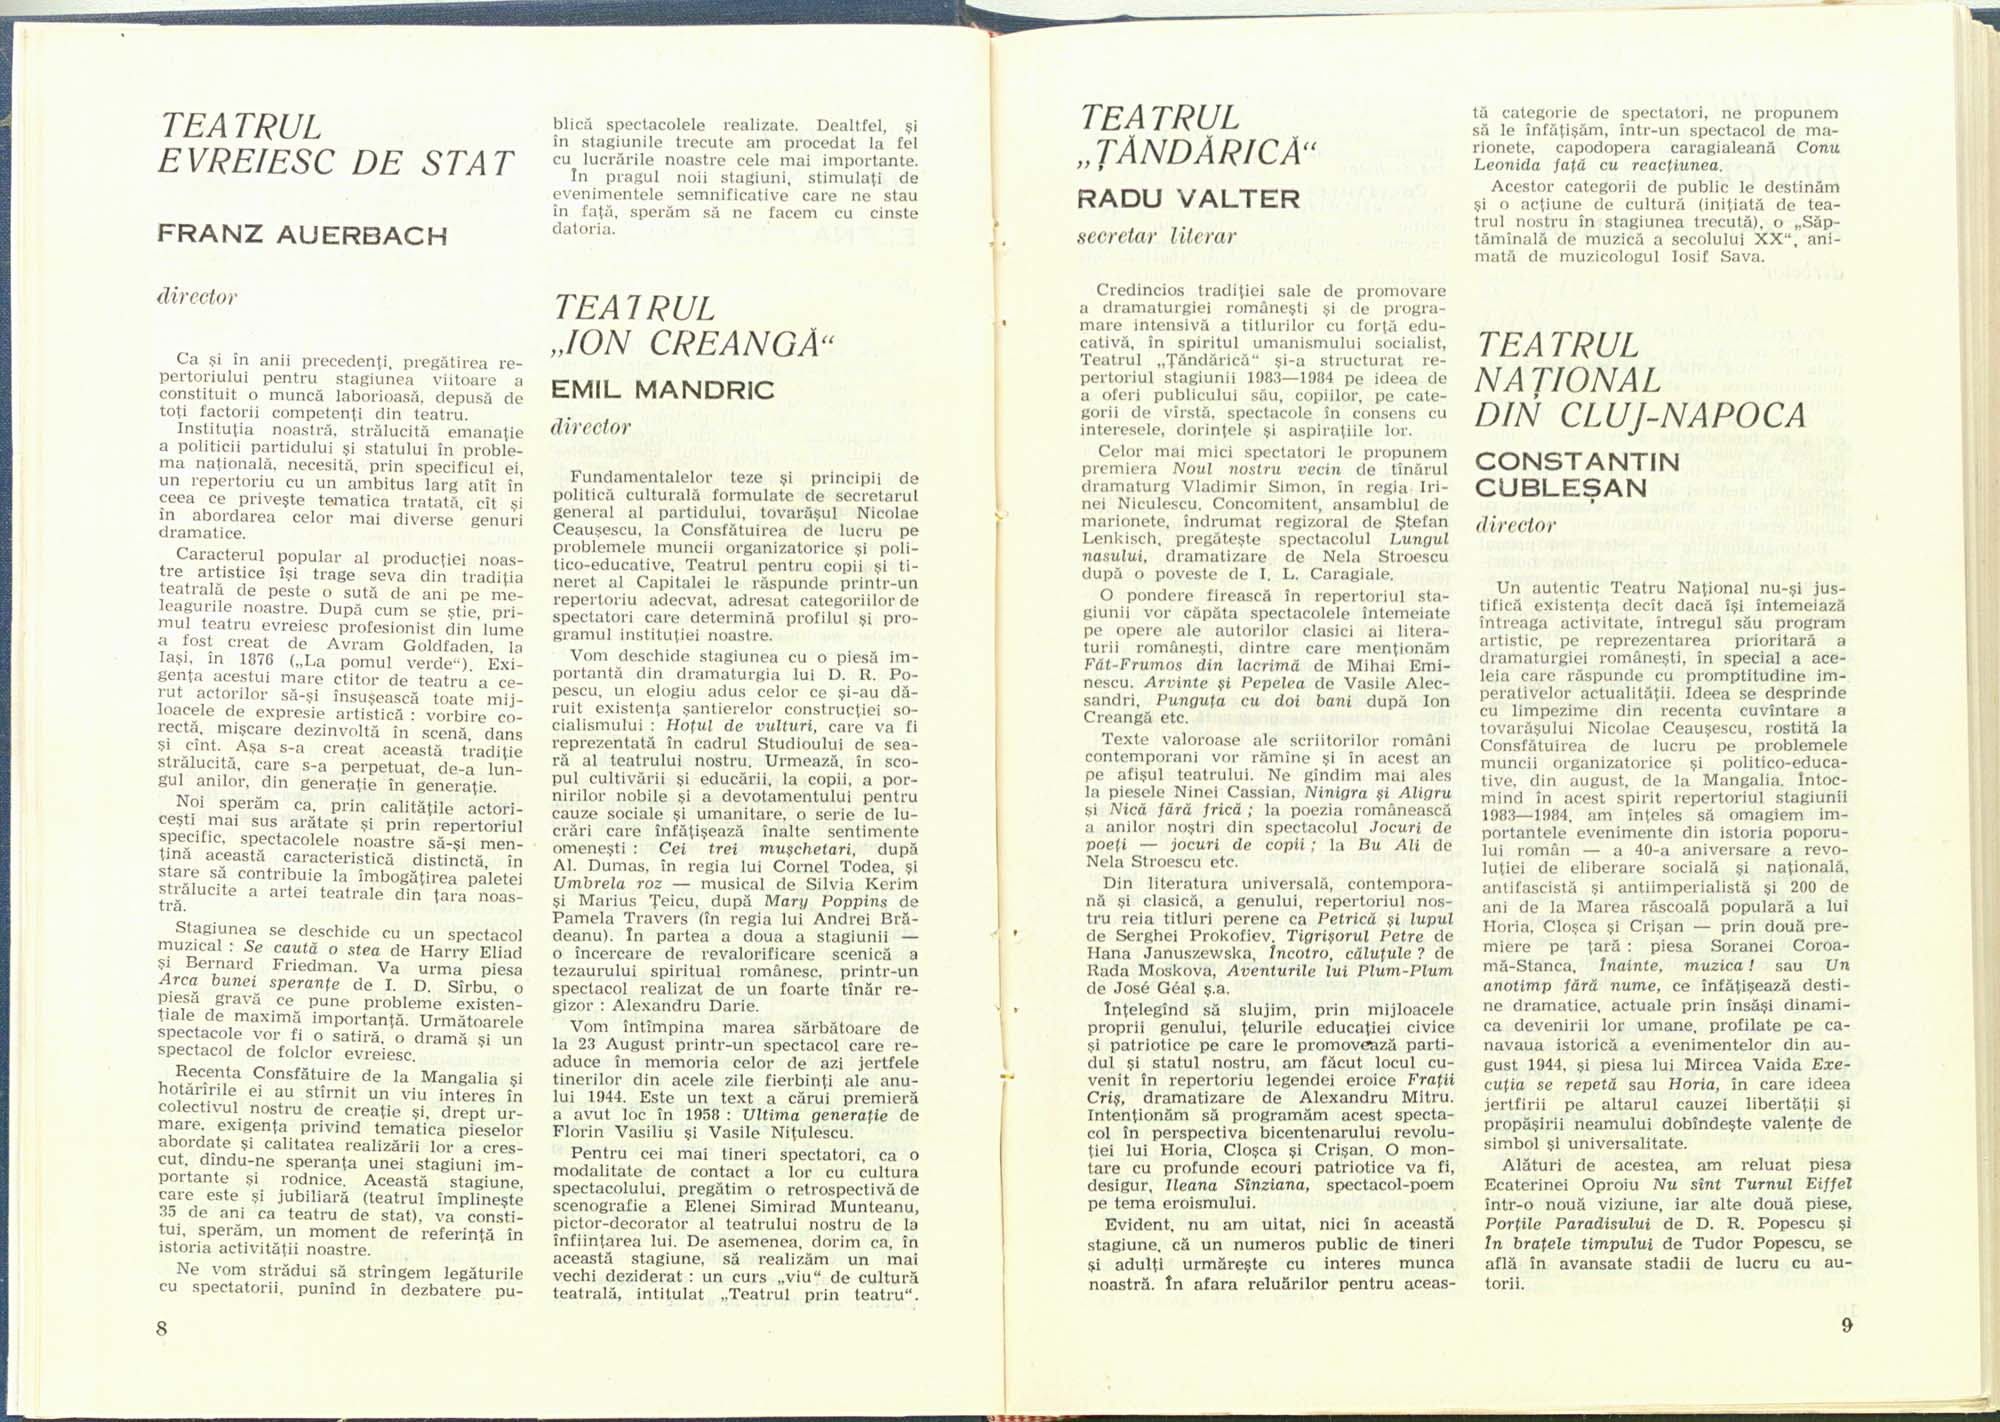 TEATRUL
EVREIESC DE STAT
FRANZ AUERBACH
director
Ca și în anii precedenți, pregătirea re-
pertoriului pentru stagiunea viitoare a
constituit o muncă laborioasă, depusă de
toți factorii competenți din teatru.
Instituția noastră, strălucită emanație
a politicii partidului și statului în proble-
ma națională, necesită, prin specificul ei,
un repertoriu cu un ambitus larg atît în
ceea ce privește tematica tratată, cît și
în abordarea celor mai diverse genuri
dramatice.
Caracterul popular al producției noas-
tre artistice își trage seva din tradiția
teatrală de peste o sută de ani pe me-
leagurile noastre. După cum se știe, pri-
mul teatru evreiesc profesionist din lume
a fost creat de Avram Goldfaden, la
Iași, în 1876 („La pomul verde“). Exi-
gența acestui mare ctitor de teatru a ce-
rut actorilor să-și însușească toate mij-
loacele de expresie artistică : vorbire co-
rectă, mișcare dezinvoltă în scenă, dans
și cînt. Așa s-a creat această tradiție
strălucită, care s-a perpetuat, de-a lun-
gul anilor, din generație în generație.
Noi sperăm ca, prin calitățile actori-
cești mai sus arătate și prin repertoriul
specific, spectacolele noastre să-și men-
țină această caracteristică distinctă, în
stare să contribuie la îmbogățirea paletei
strălucite a artei teatrale din țara noas-
tră.
Stagiunea se deschide cu un spectacol
muzical : Se caută o stea de Harry Eliad
și Bernard Friedman. Va urma piesa
Arca bunei speranțe de I. D. Sîrbu, o
piesă gravă ce pune probleme existen-
țiale de maximă importanță. Următoarele
spectacole vor fi o satiră, o dramă și un
spectacol de folclor evreiesc.
Recenta Consfătuire de la Mangalia și
hotărîrile ei au stîrnit un viu interes în
colectivul nostru de creație și, drept ur-
mare, exigența privind tematica pieselor
abordate și calitatea realizării lor a cres-
cut, dîndu-ne speranța unei stagiuni im-
portante și rodnice. Această stagiune,
care este și jubiliară (teatrul împlinește
35 de ani ca teatru de stat), va consti-
tui, sperăm, un moment de referință în
istoria activității noastre.
Ne vom strădui să strîngem legăturile
cu spectatorii, punînd în dezbatere pu-
8
blică spectacolele realizate. Dealtfel, și
în stagiunile trecute am procedat la fel
cu lucrările noastre cele mai importante.
În pragul noii stagiuni, stimulați de
evenimentele semnificative care ne stau
în față, sperăm să ne facem cu cinste
datoria.
TEATRUL
„ION CREANGĂ“
EMIL MANDRIC
director
Fundamentalelor teze și principii de
politică culturală formulate de secretarul
general al partidului, tovarășul Nicolae
Ceaușescu, la Consfătuirea de lucru pe
problemele muncii organizatorice și poli-
tico-educative, Teatrul pentru copii și ti-
neret al Capitalei le răspunde printr-un
repertoriu adecvat, adresat categoriilor de
spectatori care determină profilul și pro-
gramul instituției noastre.
Vom deschide stagiunea cu o piesă im-
portantă din dramaturgia lui D. R. Po-
pescu, un elogiu adus celor ce și-au dă-
ruit existența șantierelor construcției so-
cialismului : Hoțul de vulturi, care va fi
reprezentată în cadrul Studioului de sea-
ră al teatrului nostru. Urmează, în sco-
pul cultivării și educării, la copii, a por-
nirilor nobile și a devotamentului pentru
cauze sociale și umanitare, o serie de lu-
crări care înfățișează înalte sentimente
omenești : Cei trei mușchetari, după
Al. Dumas, în regia lui Cornel Todea, și
Umbrela roz — musical de Silvia Kerim
și Marius Țeicu, după Mary Poppins de
Pamela Travers (în regia lui Andrei Bră-
deanu). În partea a doua a stagiunii —
o încercare de revalorificare scenică a
tezaurului spiritual românesc, printr-un
spectacol realizat de un foarte tînăr re-
gizor : Alexandru Darie.
Vom întîmpina marea sărbătoare de
la 23 August printr-un spectacol care re-
aduce în memoria celor de azi jertfele
tinerilor din acele zile fierbinți ale anu-
lui 1944. Este un text a cărui premieră
a avut loc în 1958 : Ultima generație de
Florin Vasiliu și Vasile Nițulescu.
Pentru cei mai tineri spectatori, ca o
modalitate de contact a lor cu cultura
spectacolului, pregătim o retrospectivă de
scenografie a Elenei Simirad Munteanu,
pictor-decorator al teatrului nostru de la
înființarea lui. De asemenea, dorim ca, în
această stagiune, să realizăm un mai
vechi deziderat : un curs „viu“ de cultură
teatrală, intitulat „Teatrul prin teatru“.
TEATRUL
„ȚĂNDĂRICĂ“
RADU VALTER
secretar literar
Credincios tradiției sale de promovare
a dramaturgiei românești și de progra-
mare intensivă a titlurilor cu forță edu-
cativă, în spiritul umanismului socialist,
Teatrul „Țăndărică“ și-a structurat re-
pertoriul stagiunii 1983—1984 pe ideea de
a oferi publicului său, copiilor, pe cate-
gorii de vîrstă, spectacole în consens cu
interesele, dorințele și aspirațiile lor.
Celor mai mici spectatori le propunem
premiera Noul nostru vecin de tînărul
dramaturg Vladimir Simon, în regia Iri-
nei Niculescu. Concomitent, ansamblul de
marionete, îndrumat regizoral de Ștefan
Lenkisch, pregătește spectacolul Lungul
nasului, dramatizare de Nela Stroescu
după o poveste de I. L. Caragiale.
O pondere firească în repertoriul sta-
giunii vor căpăta spectacolele întemeiate
pe opere ale autorilor clasici ai litera-
turii românești, dintre care menționăm
Făt-Frumos din lacrimă de Mihai Emi-
nescu, Arvinte și Pepelea de Vasile Alec-
sandri, Punguța cu doi bani după Ion
Creangă etc.
Texte valoroase ale scriitorilor români
contemporani vor rămîne și în acest an
pe afișul teatrului. Ne gîndim mai ales
la piesele Ninei Cassian, Ninigra și Aligru
și Nică fără frică ; la poezia românească
a anilor noștri din spectacolul Jocuri de
poeți — jocuri de copii ; la Bu Ali de
Nela Stroescu etc.
Din literatura universală, contempora-
nă și clasică, a genului, repertoriul nos-
tru reia titluri perene ca Petrică și lupul
de Serghei Prokofiev, Tigrișorul Petre de
Hana Januszewska, Încotro, căluțule ? de
Rada Moskova, Aventurile lui Plum-Plum
de José Géal ș.a.
Înțelegînd să slujim, prin mijloacele
proprii genului, țelurile educației civice
și patriotice pe care le promovează parti-
dul și statul nostru, am făcut locul cu-
venit în repertoriu legendei eroice Frații
Criș, dramatizare de Alexandru Mitru.
Intenționăm să programăm acest specta-
col în perspectiva bicentenarului revolu-
ției lui Horia, Cloșca și Crișan. O mon-
tare cu profunde ecouri patriotice va fi,
desigur, Ileana Sînziana, spectacol-poem
pe tema eroismului.
Evident, nu am uitat, nici în această
stagiune, că un numeros public de tineri
și adulți urmărește cu interes munca
noastră. În afara reluărilor pentru aceas-
tă categorie de spectatori, ne propunem
să le înfățișăm, într-un spectacol de ma-
rionete, capodopera caragialeană Conu
Leonida față cu reacțiunea.
Acestor categorii de public le destinăm
și o acțiune de cultură (inițiată de tea-
trul nostru în stagiunea trecută), o „Săp-
tămînală de muzică a secolului XX“, ani-
mată de muzicologul Iosif Sava.
TEATRUL
NAȚIONAL
DIN CLUJ-NAPOCA
CONSTANTIN
CUBLEȘAN
director
Un autentic Teatru Național nu-și jus-
tifică existența decît dacă își întemeiază
întreaga activitate, întregul său program
artistic, pe reprezentarea prioritară a
dramaturgiei românești, în special a ace-
leia care răspunde cu promptitudine im-
perativelor actualității. Ideea se desprinde
cu limpezime din recenta cuvîntare a
tovarășului Nicolae Ceaușescu, rostită la
Consfătuirea de lucru pe problemele
muncii organizatorice și politico-educa-
tive, din august, de la Mangalia. Întoc-
mind în acest spirit repertoriul stagiunii
1983—1984, am înțeles să omagiem im-
portantele evenimente din istoria poporu-
lui român — a 40-a aniversare a revo-
luției de eliberare socială și națională,
antifascistă și antiimperialistă și 200 de
ani de la Marea răscoală populară a lui
Horia, Cloșca și Crișan — prin două pre-
miere pe țară : piesa Soranei Coroa-
mă-Stanca, Înainte, muzica ! sau Un
anotimp fără nume, ce înfățișează desti-
ne dramatice, actuale prin însăși dinami-
ca devenirii lor umane, profilate pe ca-
navaua istorică a evenimentelor din au-
gust 1944, și piesa lui Mircea Vaida Exe-
cuția se repetă sau Horia, în care ideea
jertfirii pe altarul cauzei libertății și
propășirii neamului dobîndește valențe de
simbol și universalitate.
Alături de acestea, am reluat piesa
Ecaterinei Oproiu Nu sînt Turnul Eiffel
într-o nouă viziune, iar alte două piese,
Porțile Paradisului de D. R. Popescu și
În brațele timpului de Tudor Popescu, se
află în avansate stadii de lucru cu au-
torii.
9